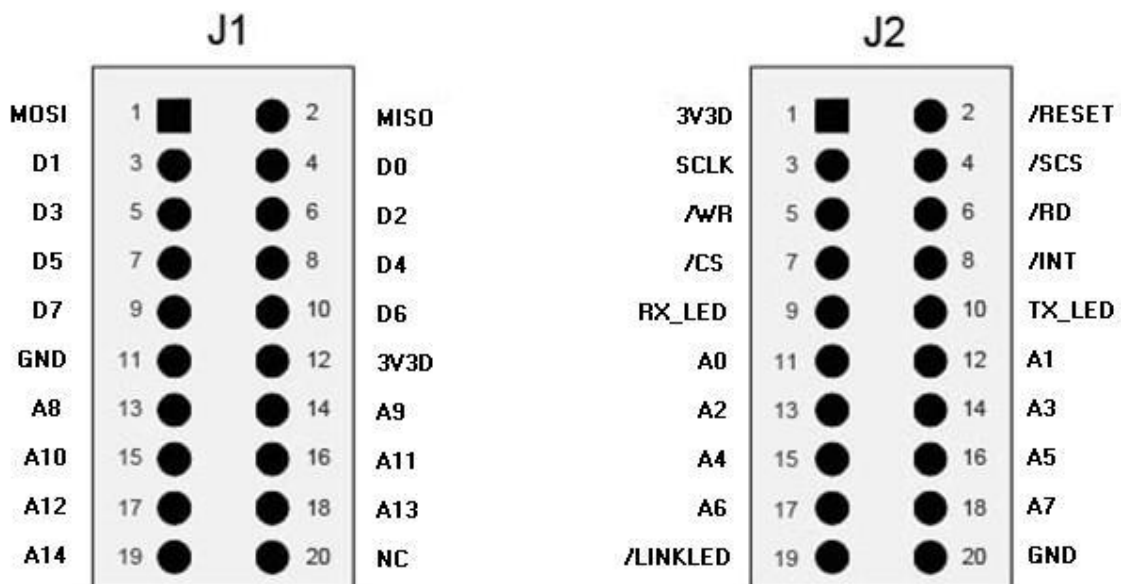 J1 J2
MOSI 1 2 MISO 3V3D 1 2 /RESET
D1 3 4 D0 SCLK 3 4 /SCS
D3 5 6 D2 /WR 5 6 /RD
D5 7 8 D4 /CS 7 8 /INT
D7 9 10 D6 RX_LED 9 10 TX_LED
GND 11 12 3V3D A0 11 12 A1
A8 13 14 A9 A2 13 14 A3
A10 15 16 A11 A4 15 16 A5
A12 17 18 A13 A6 17 18 A7
A14 19 20 NC /LINKLED 19 20 GND